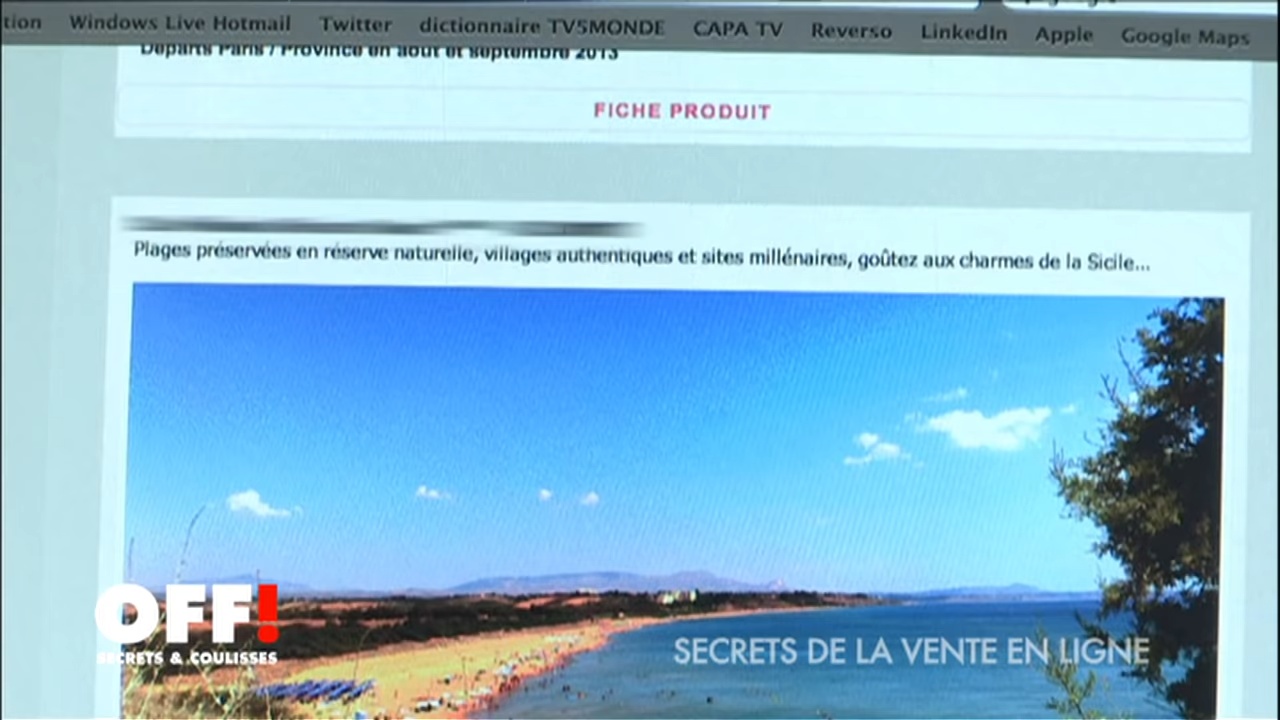 tion Windows Live Hotmail Twitter dictionnaire TV5MONDE CAPA TV Reverso LinkedIn Apple Google Maps
Départs Paris / Province en août et septembre 2013
FICHE PRODUIT
Plages préservées en réserve naturelle, villages authentiques et sites millénaires, goûtez aux charmes de la Sicile...
OFF!
SECRETS & COULISSES
SECRETS DE LA VENTE EN LIGNE